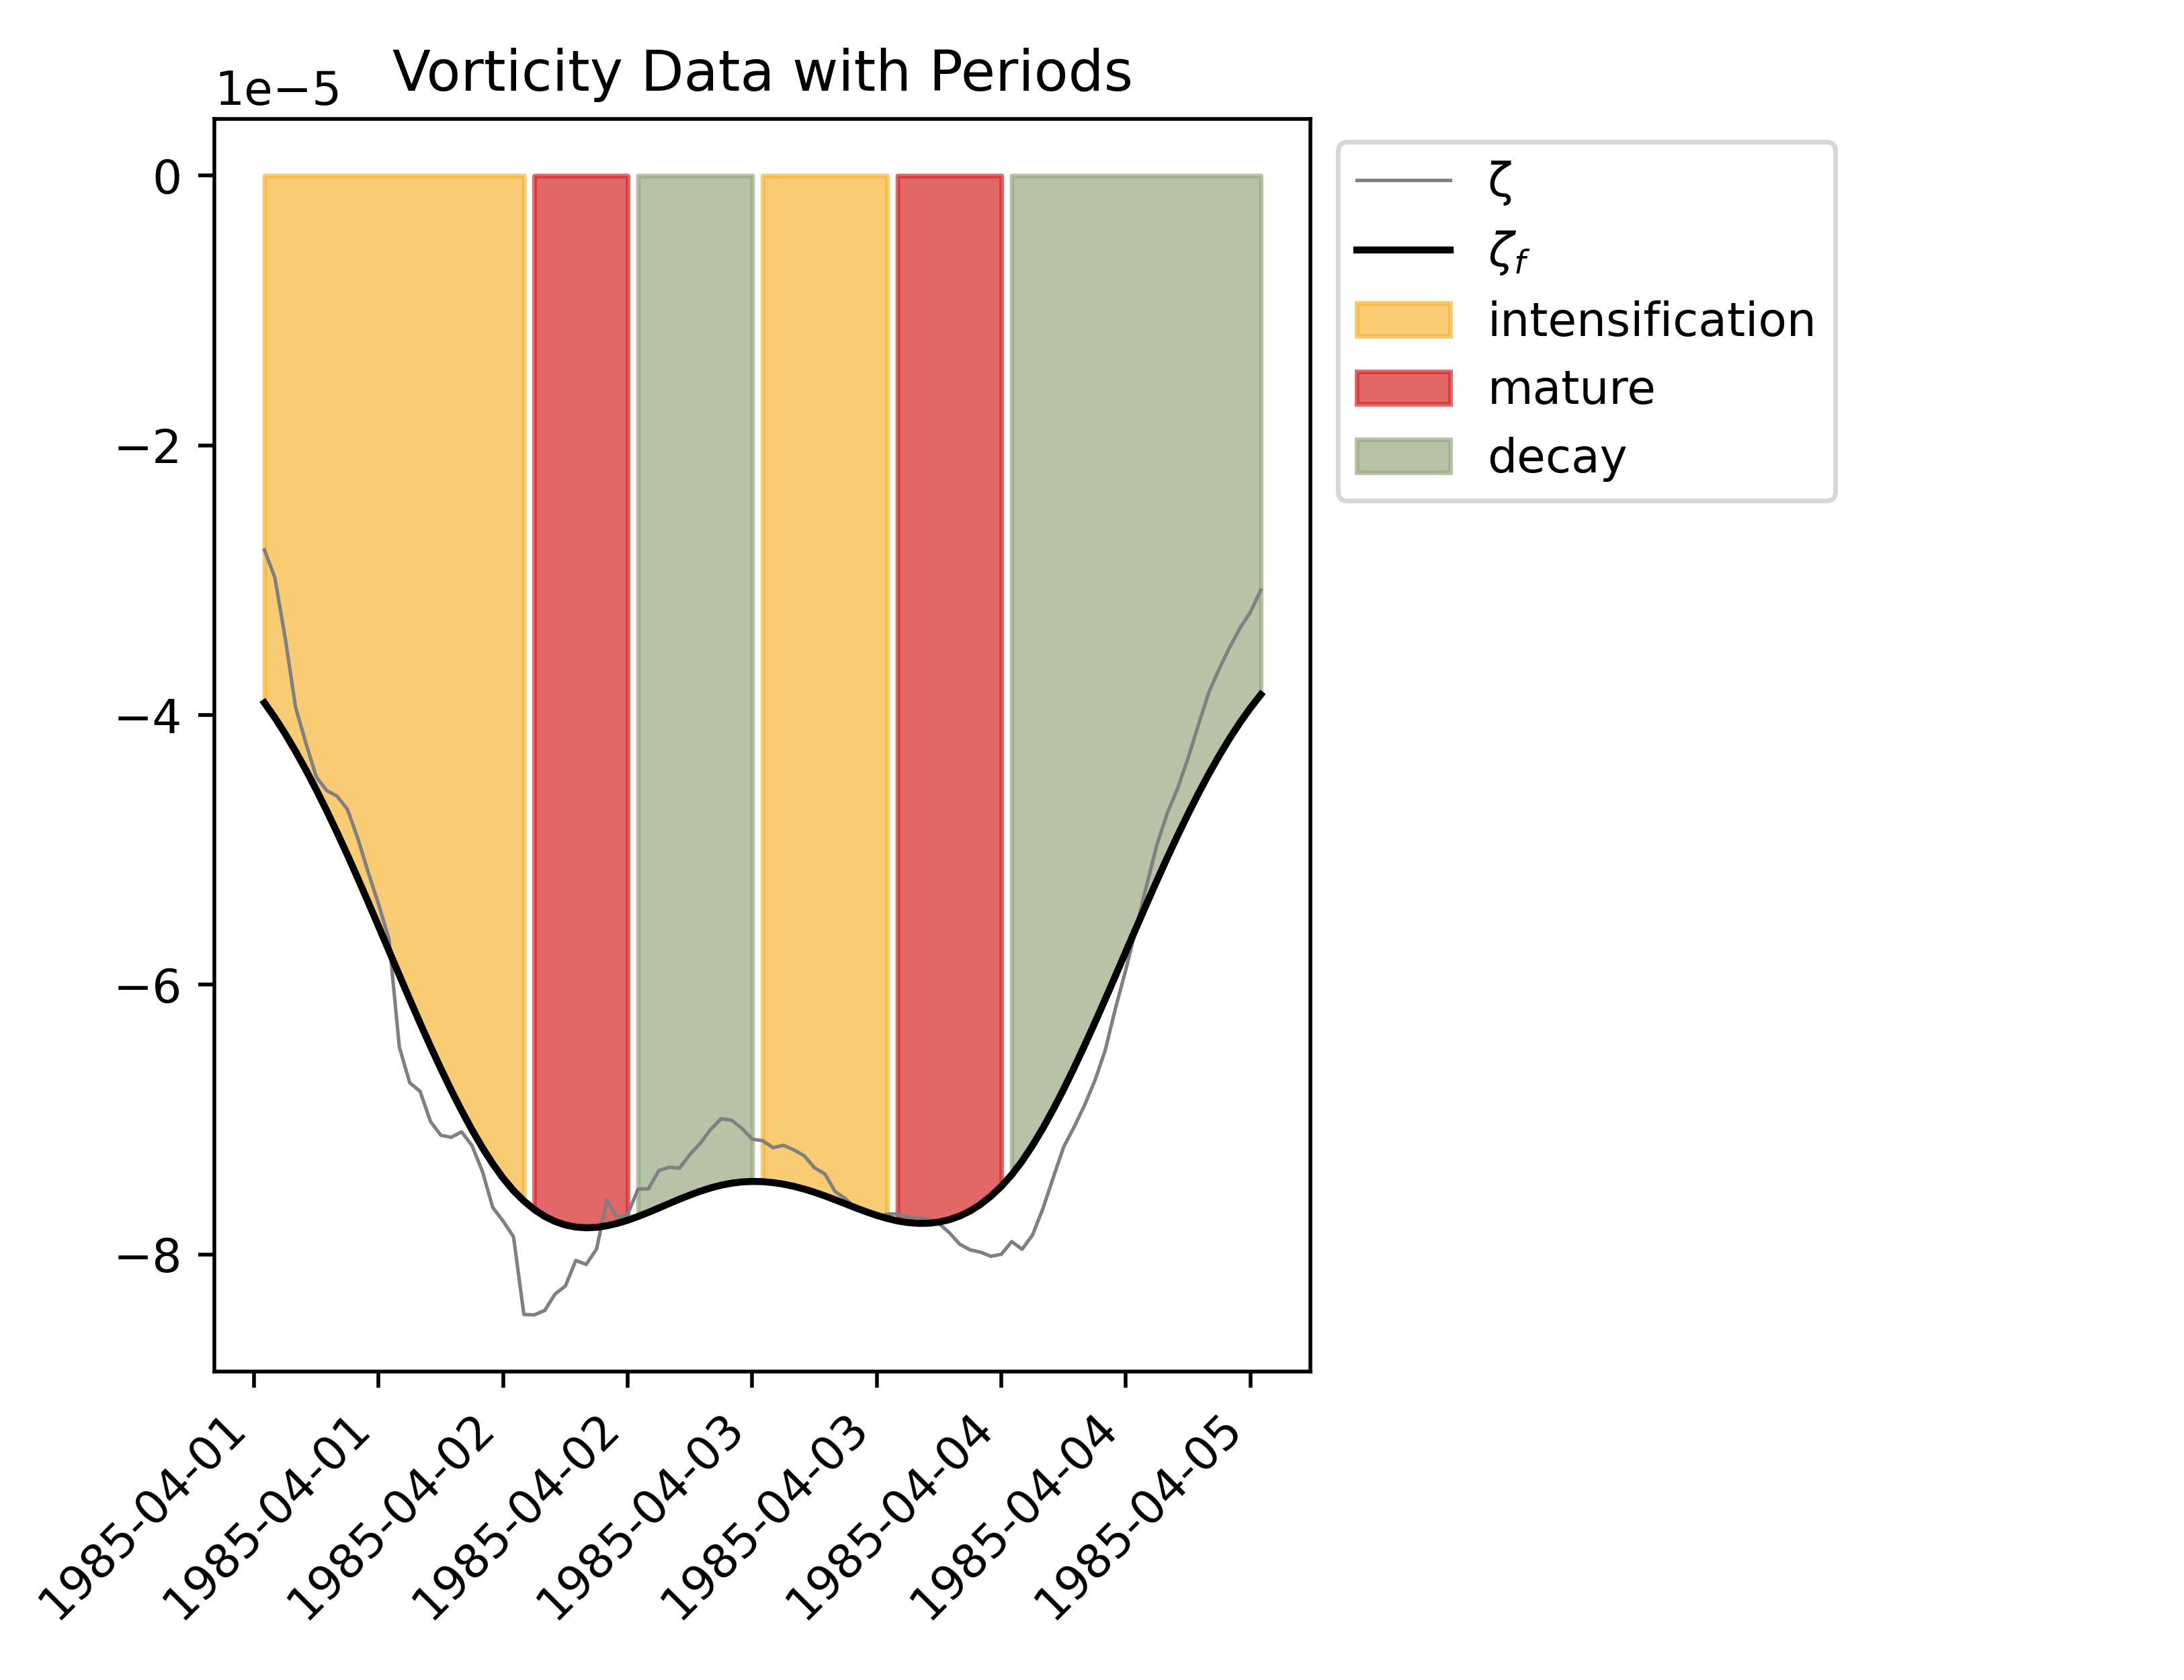 Vorticity Data with Periods
1e−5
0
−2
−4
−6
−8
1985-04-01
1985-04-01
1985-04-02
1985-04-02
1985-04-03
1985-04-03
1985-04-04
1985-04-04
1985-04-05
ζ
ζf
intensification
mature
decay